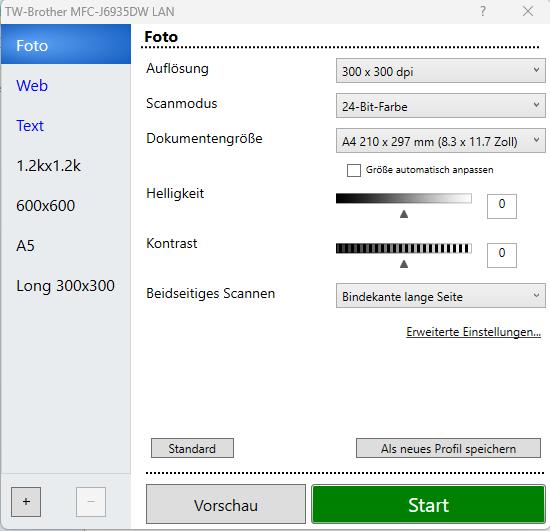 TW-Brother MFC-J6935DW LAN
?
Foto
Web
Text
1.2kx1.2k
600x600
A5
Long 300x300
+
−
Foto
Auflösung
300 x 300 dpi
Scanmodus
24-Bit-Farbe
Dokumentengröße
A4 210 x 297 mm (8.3 x 11.7 Zoll)
Größe automatisch anpassen
Helligkeit
0
Kontrast
0
Beidseitiges Scannen
Bindekante lange Seite
Erweiterte Einstellungen...
Standard
Als neues Profil speichern
Vorschau
Start